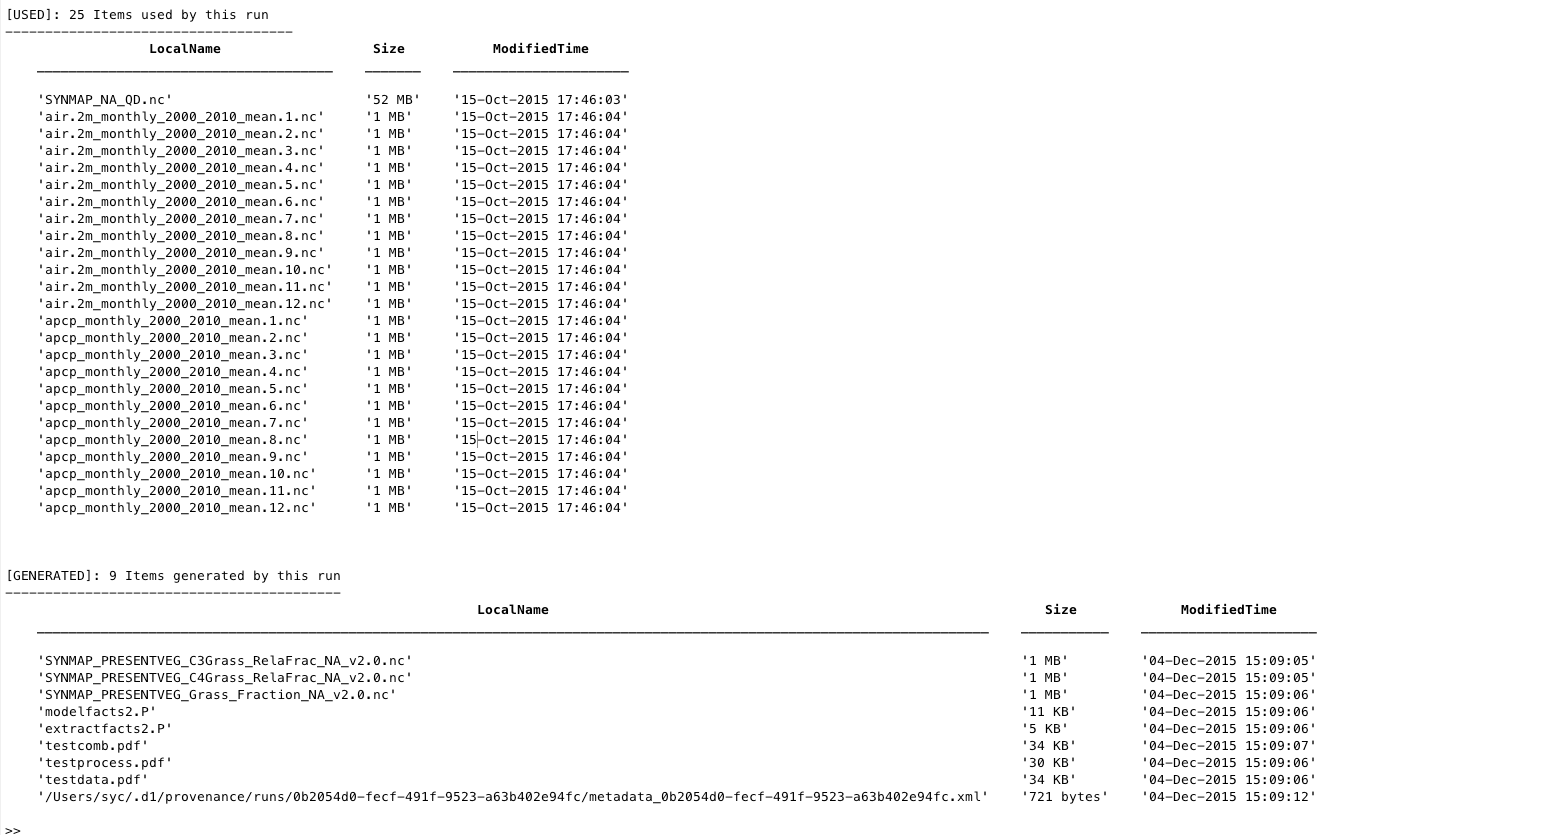 [USED]: 25 Items used by this run
LocalName Size ModifiedTime
'SYNMAP_NA_QD.nc' '52 MB' '15-Oct-2015 17:46:03'
'air.2m_monthly_2000_2010_mean.1.nc' '1 MB' '15-Oct-2015 17:46:04'
'air.2m_monthly_2000_2010_mean.2.nc' '1 MB' '15-Oct-2015 17:46:04'
'air.2m_monthly_2000_2010_mean.3.nc' '1 MB' '15-Oct-2015 17:46:04'
'air.2m_monthly_2000_2010_mean.4.nc' '1 MB' '15-Oct-2015 17:46:04'
'air.2m_monthly_2000_2010_mean.5.nc' '1 MB' '15-Oct-2015 17:46:04'
'air.2m_monthly_2000_2010_mean.6.nc' '1 MB' '15-Oct-2015 17:46:04'
'air.2m_monthly_2000_2010_mean.7.nc' '1 MB' '15-Oct-2015 17:46:04'
'air.2m_monthly_2000_2010_mean.8.nc' '1 MB' '15-Oct-2015 17:46:04'
'air.2m_monthly_2000_2010_mean.9.nc' '1 MB' '15-Oct-2015 17:46:04'
'air.2m_monthly_2000_2010_mean.10.nc' '1 MB' '15-Oct-2015 17:46:04'
'air.2m_monthly_2000_2010_mean.11.nc' '1 MB' '15-Oct-2015 17:46:04'
'air.2m_monthly_2000_2010_mean.12.nc' '1 MB' '15-Oct-2015 17:46:04'
'apcp_monthly_2000_2010_mean.1.nc' '1 MB' '15-Oct-2015 17:46:04'
'apcp_monthly_2000_2010_mean.2.nc' '1 MB' '15-Oct-2015 17:46:04'
'apcp_monthly_2000_2010_mean.3.nc' '1 MB' '15-Oct-2015 17:46:04'
'apcp_monthly_2000_2010_mean.4.nc' '1 MB' '15-Oct-2015 17:46:04'
'apcp_monthly_2000_2010_mean.5.nc' '1 MB' '15-Oct-2015 17:46:04'
'apcp_monthly_2000_2010_mean.6.nc' '1 MB' '15-Oct-2015 17:46:04'
'apcp_monthly_2000_2010_mean.7.nc' '1 MB' '15-Oct-2015 17:46:04'
'apcp_monthly_2000_2010_mean.8.nc' '1 MB' '15-Oct-2015 17:46:04'
'apcp_monthly_2000_2010_mean.9.nc' '1 MB' '15-Oct-2015 17:46:04'
'apcp_monthly_2000_2010_mean.10.nc' '1 MB' '15-Oct-2015 17:46:04'
'apcp_monthly_2000_2010_mean.11.nc' '1 MB' '15-Oct-2015 17:46:04'
'apcp_monthly_2000_2010_mean.12.nc' '1 MB' '15-Oct-2015 17:46:04'
[GENERATED]: 9 Items generated by this run
LocalName Size ModifiedTime
'SYNMAP_PRESENTVEG_C3Grass_RelaFrac_NA_v2.0.nc' '1 MB' '04-Dec-2015 15:09:05'
'SYNMAP_PRESENTVEG_C4Grass_RelaFrac_NA_v2.0.nc' '1 MB' '04-Dec-2015 15:09:05'
'SYNMAP_PRESENTVEG_Grass_Fraction_NA_v2.0.nc' '1 MB' '04-Dec-2015 15:09:06'
'modelfacts2.P' '11 KB' '04-Dec-2015 15:09:06'
'extractfacts2.P' '5 KB' '04-Dec-2015 15:09:06'
'testcomb.pdf' '34 KB' '04-Dec-2015 15:09:07'
'testprocess.pdf' '30 KB' '04-Dec-2015 15:09:06'
'testdata.pdf' '34 KB' '04-Dec-2015 15:09:06'
'/Users/syc/.d1/provenance/runs/0b2054d0-fecf-491f-9523-a63b402e94fc/metadata_0b2054d0-fecf-491f-9523-a63b402e94fc.xml' '721 bytes' '04-Dec-2015 15:09:12'
>>